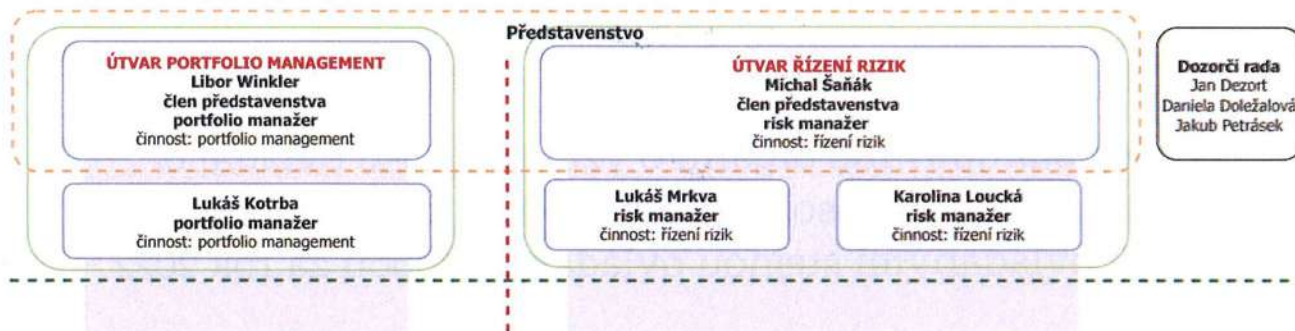 Představenstvo
ÚTVAR PORTFOLIO MANAGEMENT
Libor Winkler
člen představenstva
portfolio manažer
činnost: portfolio management
ÚTVAR ŘÍZENÍ RIZIK
Michal Šaňák
člen představenstva
risk manažer
činnost: řízení rizik
Dozorčí rada
Jan Dezort
Daniela Doležalová
Jakub Petrásek
Lukáš Kotrba
portfolio manažer
činnost: portfolio management
Lukáš Mrkva
risk manažer
činnost: řízení rizik
Karolina Loucká
risk manažer
činnost: řízení rizik